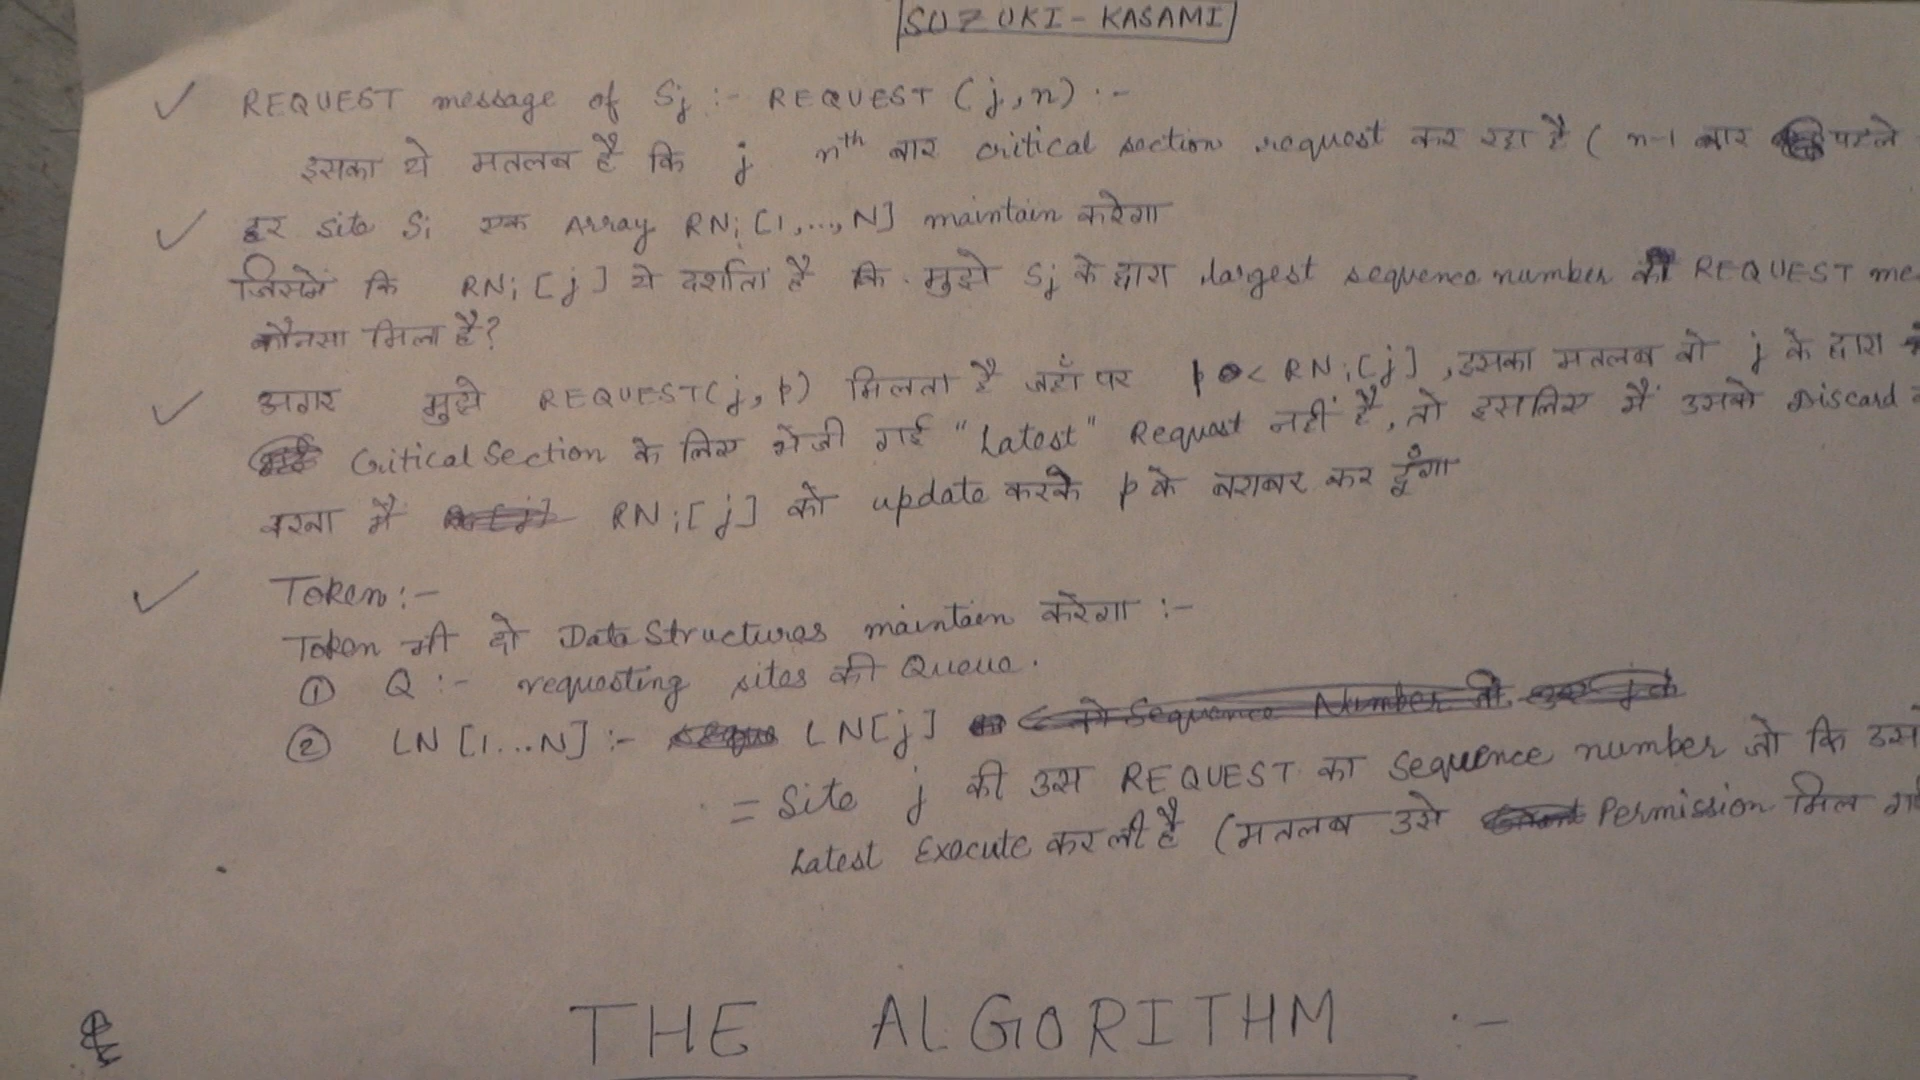 SUZUKI - KASAMI
REQUEST message of Sj :- REQUEST (j,n) :-
इसका ये मतलब है कि j nth बार critical section request कर रहा है ( n-1 बार पहले
हर site Si एक Array RNi [1,...,N] maintain करेगा
जिसमें कि RNi [j] ये दर्शाता है कि मुझे Sj के द्वारा largest sequence number की REQUEST me
कौनसा मिला है?
अगर मुझे REQUEST(j, p) मिलता है जहाँ पर p < RNi[j] , इसका मतलब वो j के द्वारा
Critical Section के लिए भेजी गई "Latest" Request नहीं है, तो इसलिए मैं उसको Discard
वरना मैं RNi[j] को update करके p के बराबर कर दूँगा
Token :-
Token भी दो Data Structures maintain करेगा :-
① Q :- requesting sites की Queue.
② LN [1...N] :- LN[j]
= Site j की उस REQUEST का Sequence number जो कि उस
Latest Execute कर ली है (मतलब उसे Permission मिल
THE ALGORITHM :-